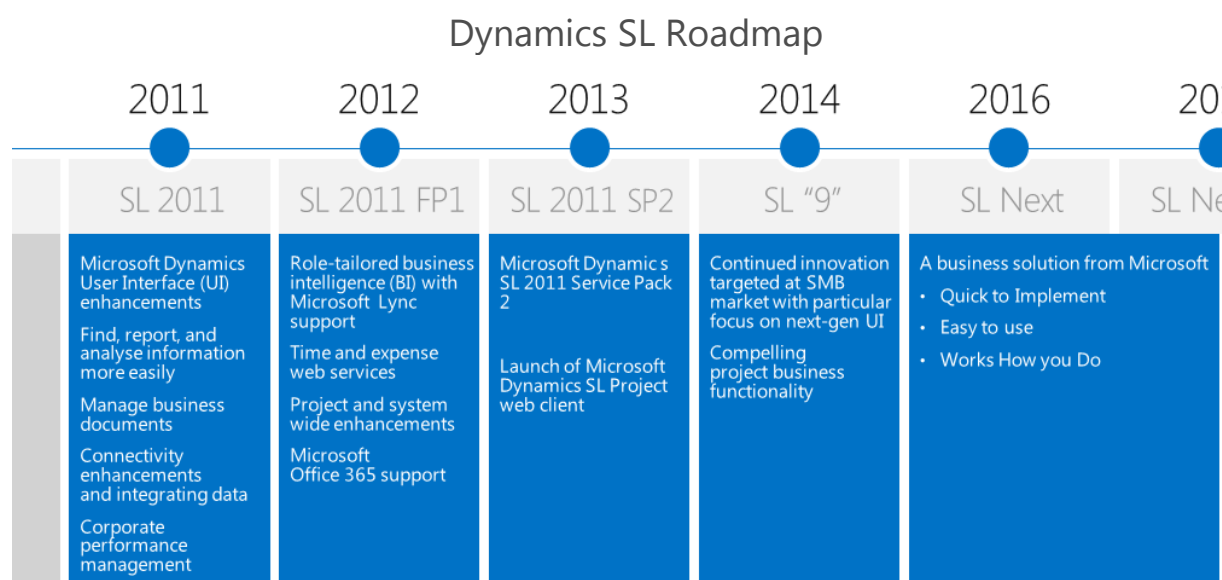 Dynamics SL Roadmap
2011
2012
2013
2014
2016
SL 2011
SL 2011 FP1
SL 2011 SP2
SL “9”
SL Next
Microsoft Dynamics
User Interface (UI)
enhancements
Find, report, and
analyse information
more easily
Manage business
documents
Connectivity
enhancements
and integrating data
Corporate
performance
management
Role-tailored business
intelligence (BI) with
Microsoft Lync
support
Time and expense
web services
Project and system
wide enhancements
Microsoft
Office 365 support
Microsoft Dynamic s
SL 2011 Service Pack
2
Launch of Microsoft
Dynamics SL Project
web client
Continued innovation
targeted at SMB
market with particular
focus on next-gen UI
Compelling
project business
functionality
A business solution from Microsoft
• Quick to Implement
• Easy to use
• Works How you Do